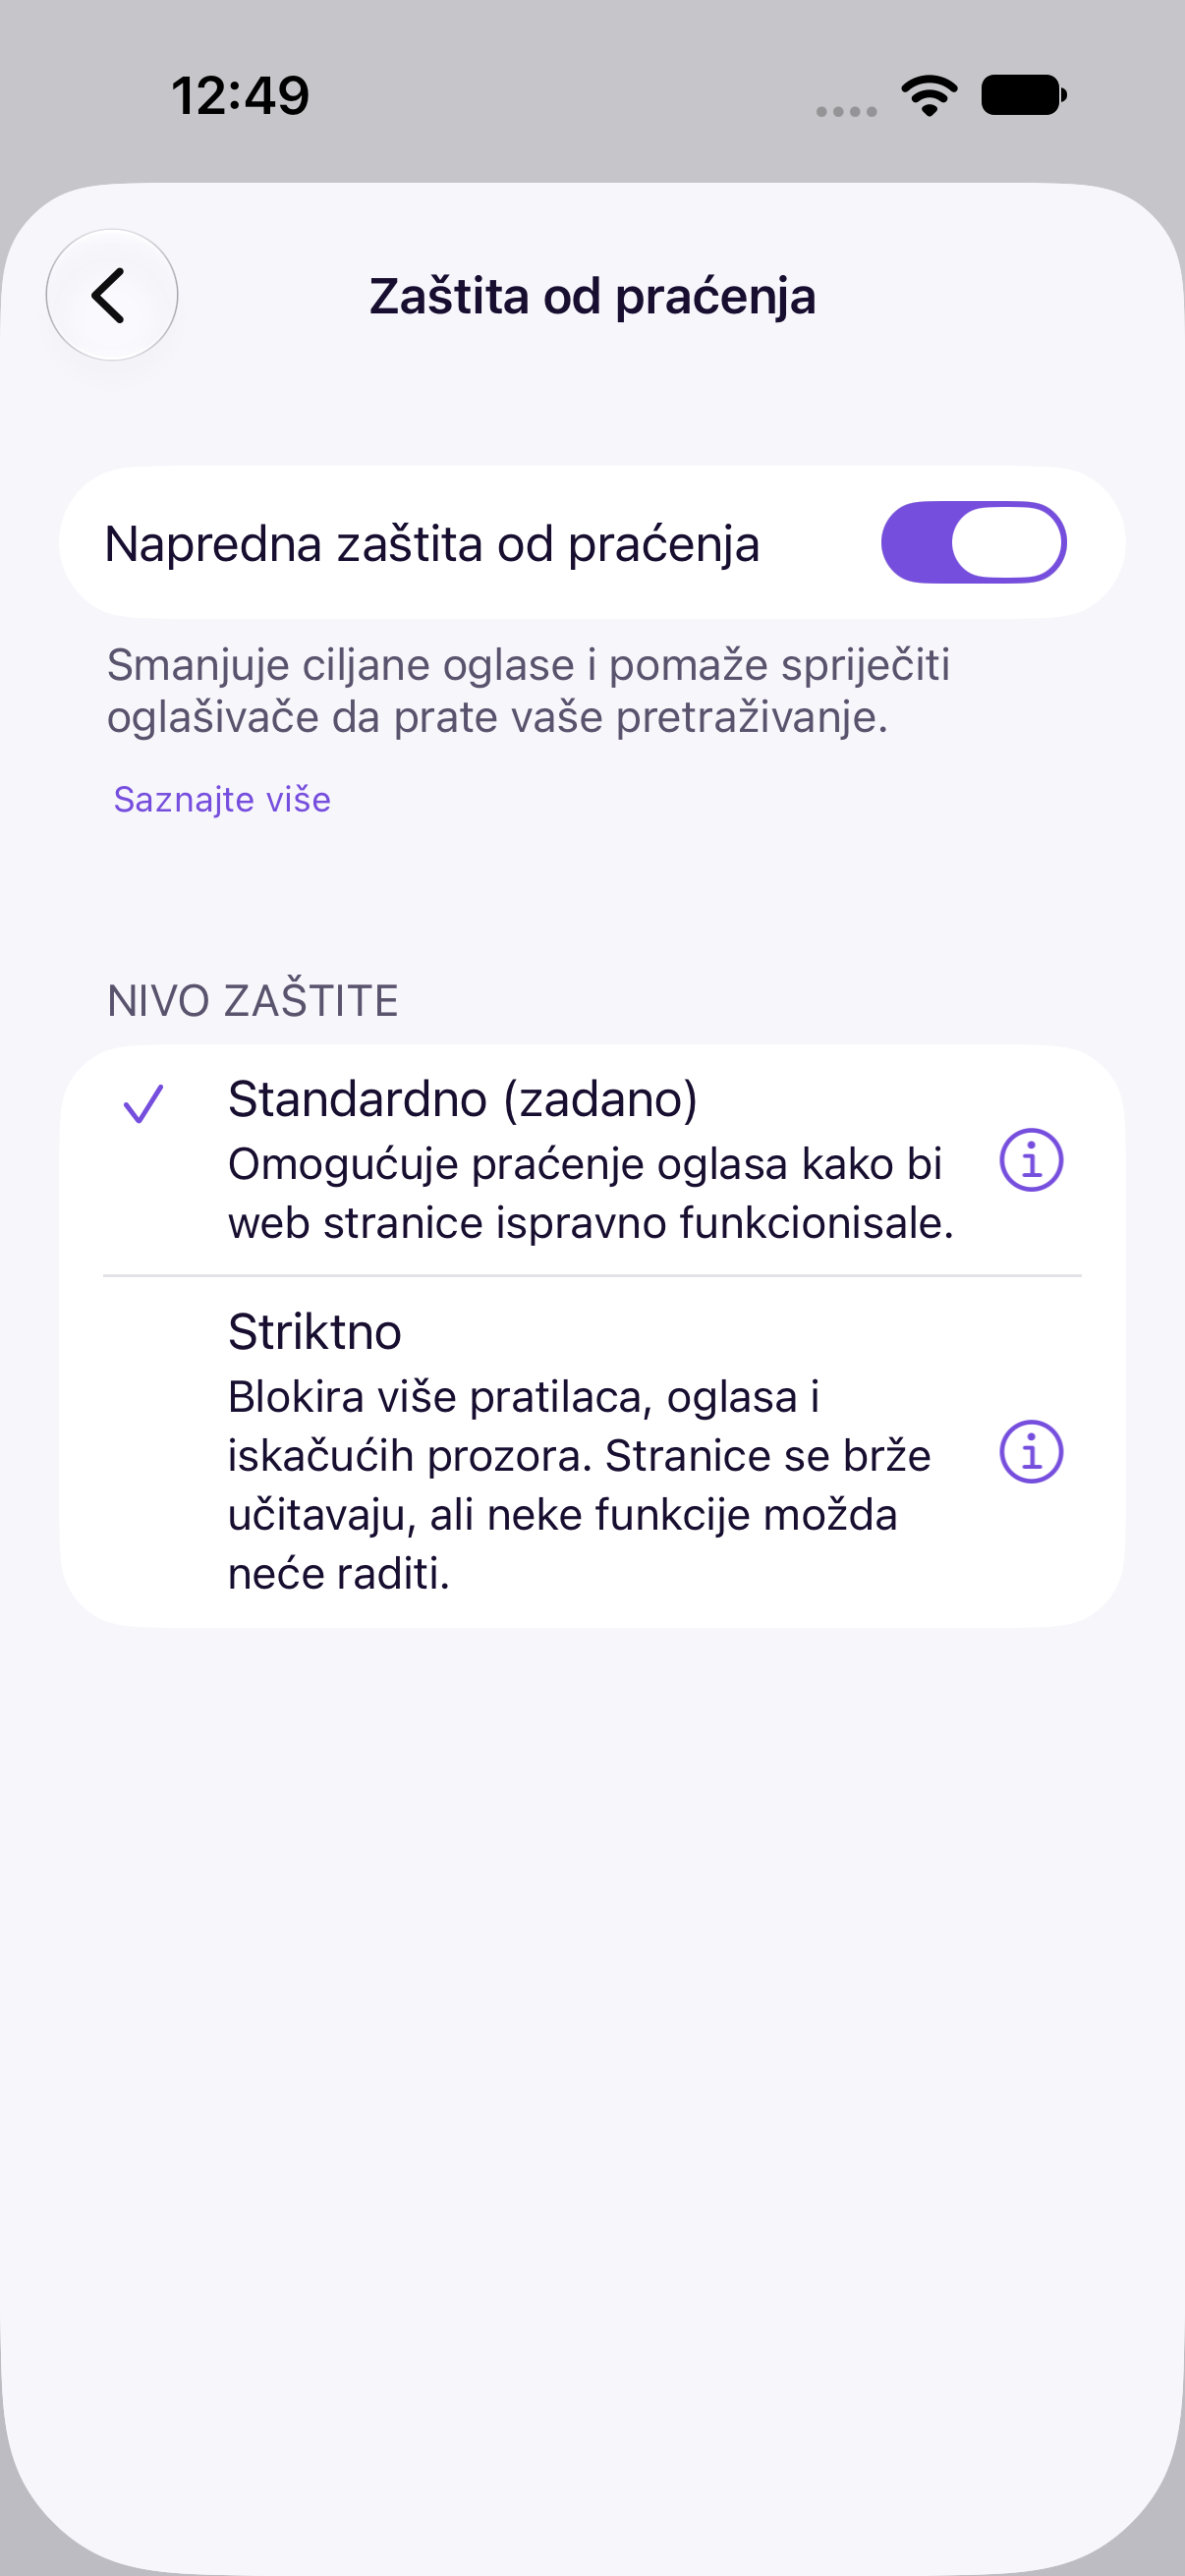 12:49
Zaštita od praćenja
Napredna zaštita od praćenja
Smanjuje ciljane oglase i pomaže spriječiti
oglašivače da prate vaše pretraživanje.
Saznajte više
NIVO ZAŠTITE
Standardno (zadano)
Omogućuje praćenje oglasa kako bi
web stranice ispravno funkcionisale.
Striktno
Blokira više pratilaca, oglasa i
iskačućih prozora. Stranice se brže
učitavaju, ali neke funkcije možda
neće raditi.